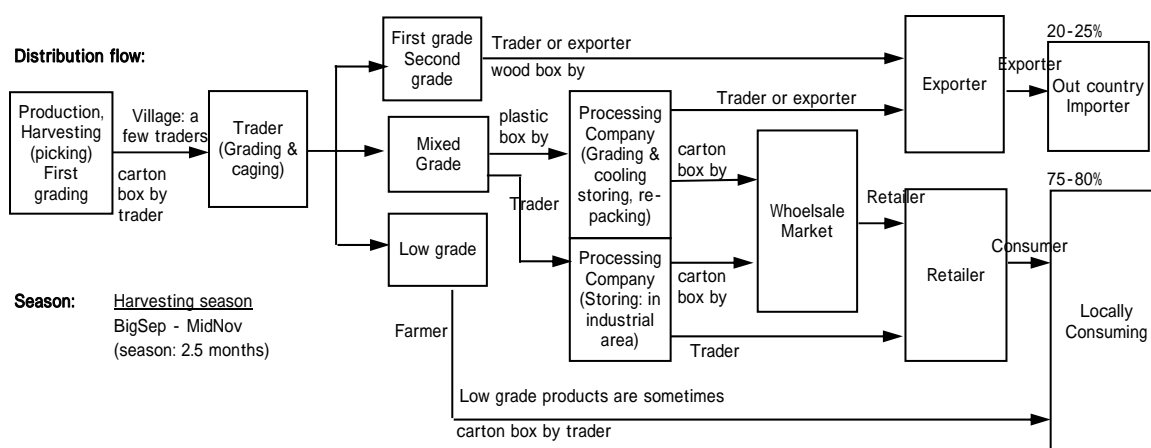 Distribution flow:
Production,
Harvesting
(picking)
First
grading
Village: a
few traders
carton
box by
trader
Trader
(Grading &
caging)
First grade
Second
grade
Trader or exporter
wood box by
Mixed
Grade
plastic
box by
Trader
Low grade
Farmer
Processing
Company
(Grading &
cooling
storing, re-
packing)
Processing
Company
(Storing: in
industrial
area)
Trader or exporter
carton
box by
carton
box by
Trader
Whoelsale
Market
Retailer
Exporter
Exporter
20-25%
Out country
Importer
Retailer
Consumer
75-80%
Locally
Consuming
Low grade products are sometimes
carton box by trader
Season:
Harvesting season
BigSep - MidNov
(season: 2.5 months)